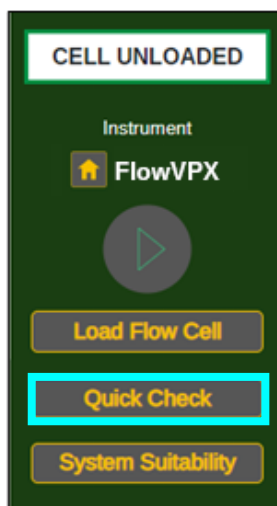 CELL UNLOADED
Instrument
FlowVPX
Load Flow Cell
Quick Check
System Suitability